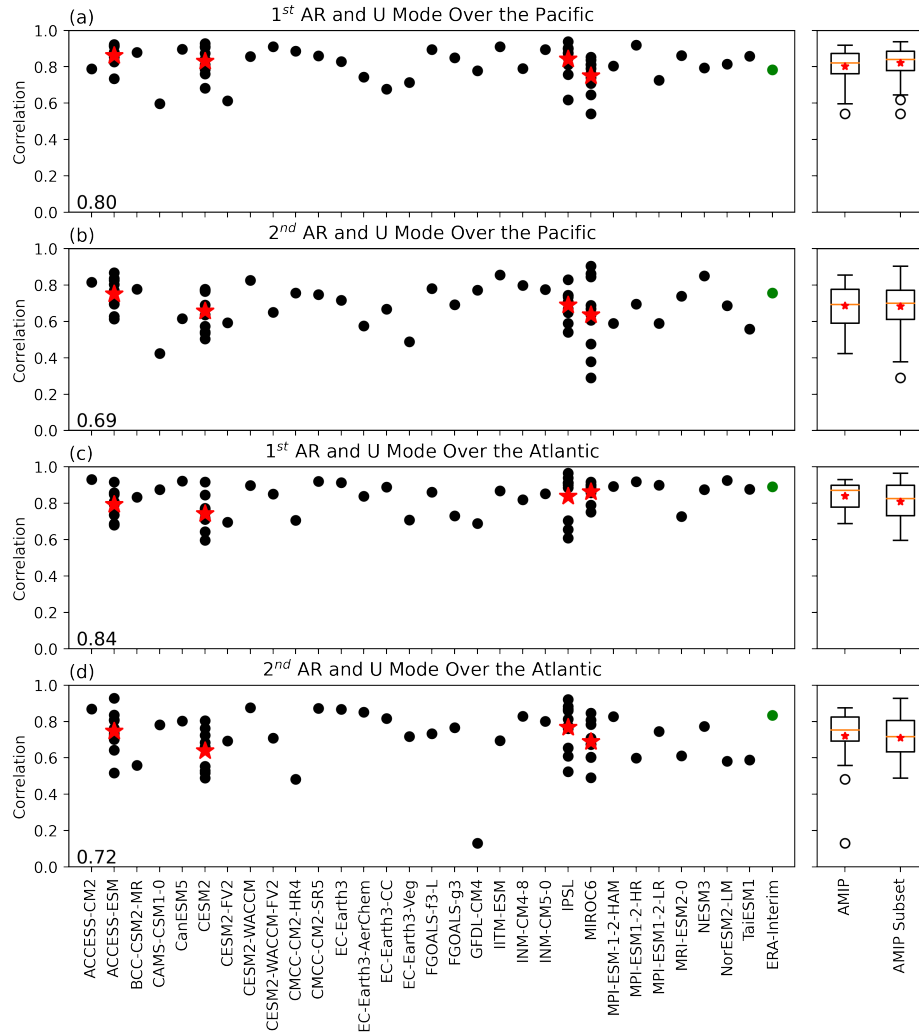 (a) 1st AR and U Mode Over the Pacific
1.0
0.8
0.6
0.4
0.2
0.0
Correlation
0.80
(b) 2nd AR and U Mode Over the Pacific
1.0
0.8
0.6
0.4
0.2
0.0
Correlation
0.69
(c) 1st AR and U Mode Over the Atlantic
1.0
0.8
0.6
0.4
0.2
0.0
Correlation
0.84
(d) 2nd AR and U Mode Over the Atlantic
1.0
0.8
0.6
0.4
0.2
0.0
Correlation
0.72
ACCESS-CM2
ACCESS-ESM
BCC-CSM2-MR
CAMS-CSM1-0
CanESM5
CESM2
CESM2-FV2
CESM2-WACCM
CESM2-WACCM-FV2
CMCC-CM2-HR4
CMCC-CM2-SR5
EC-Earth3
EC-Earth3-AerChem
EC-Earth3-CC
EC-Earth3-Veg
FGOALS-f3-L
FGOALS-g3
GFDL-CM4
IITM-ESM
INM-CM4-8
INM-CM5-0
IPSL
MIROC6
MPI-ESM-1-2-HAM
MPI-ESM1-2-HR
MPI-ESM1-2-LR
MRI-ESM2-0
NESM3
NorESM2-LM
TaiESM1
ERA-Interim
AMIP
AMIP Subset